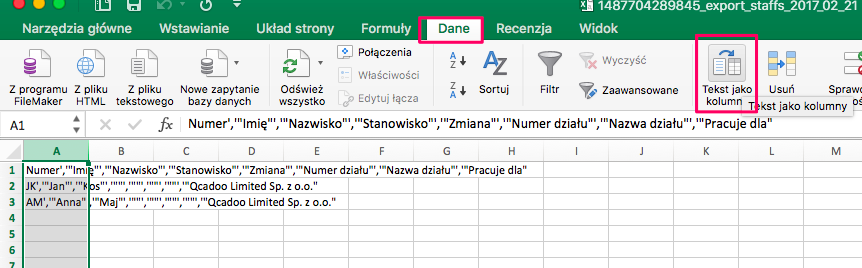 1487704289845_export_staffs_2017_02_21
Narzędzia główne Wstawianie Układ strony Formuły Dane Recenzja Widok
Z programu FileMaker
Z pliku HTML
Z pliku tekstowego
Nowe zapytanie bazy danych
Odśwież wszystko
Połączenia
Właściwości
Edytuj łącza
A Z
Z A
Sortuj
Filtr
Wyczyść
Zaawansowane
Tekst jako kolumn
Usuń
Tekst jako kolumny
A1 fx Numer','"Imię"','"Nazwisko"','"Stanowisko"','"Zmiana"','"Numer działu"','"Nazwa działu"','"Pracuje dla"
A B C D E F G H I J K L M N
1 Numer','"Imię"','"Nazwisko"','"Stanowisko"','"Zmiana"','"Numer działu"','"Nazwa działu"','"Pracuje dla"
2 JK','"Jan"','"Kos"','""','""','""','""','"Qcadoo Limited Sp. z o.o."
3 AM','"Anna"','"Maj"','""','""','""','""','"Qcadoo Limited Sp. z o.o."
4
5
6
7